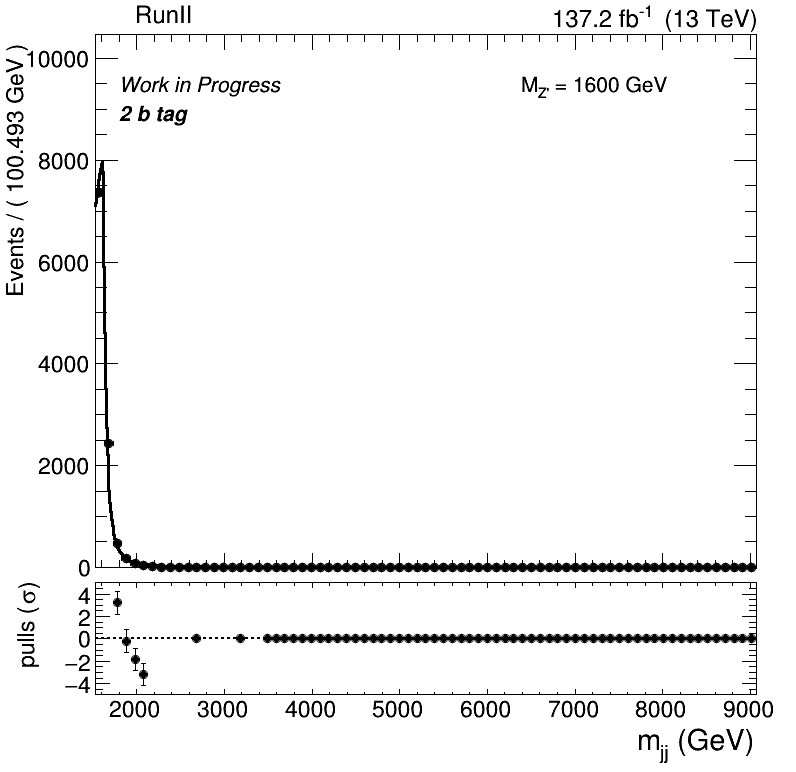 RunII 137.2 fb⁻¹ (13 TeV)
Events / ( 100.493 GeV )
10000
8000
6000
4000
2000
0
Work in Progress
2 b tag
M_Z' = 1600 GeV
pulls (σ)
4
2
0
−2
−4
2000 3000 4000 5000 6000 7000 8000 9000
m_jj (GeV)